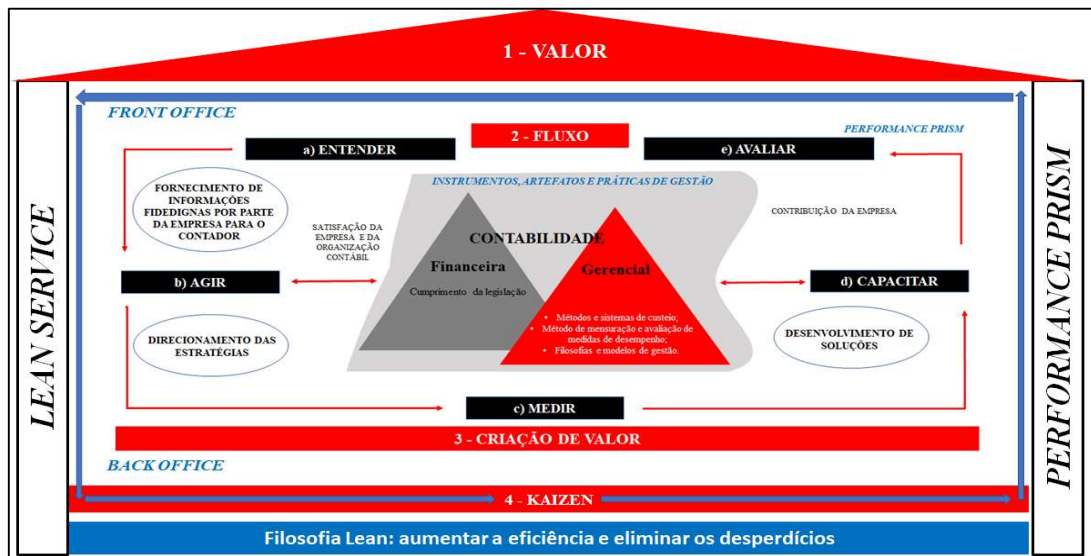 1 - VALOR
LEAN SERVICE
FRONT OFFICE
2 - FLUXO
PERFORMANCE PRISM
a) ENTENDER
e) AVALIAR
INSTRUMENTOS, ARTEFATOS E PRÁTICAS DE GESTÃO
FORNECIMENTO DE
INFORMAÇÕES
FIDEDIGNAS POR PARTE
DA EMPRESA PARA O
CONTADOR
SATISFAÇÃO DA
EMPRESA E DA
ORGANIZAÇÃO
CONTÁBIL
CONTRIBUIÇÃO DA EMPRESA
CONTABILIDADE
Financeira
Gerencial
Cumprimento da legislação
b) AGIR
d) CAPACITAR
• Métodos e sistemas de custeio;
• Método de mensuração e avaliação de
medidas de desempenho;
• Filosofias e modelos de gestão.
DIRECIONAMENTO DAS
ESTRATÉGIAS
DESENVOLVIMENTO DE
SOLUÇÕES
c) MEDIR
3 - CRIAÇÃO DE VALOR
BACK OFFICE
4 - KAIZEN
Filosofia Lean: aumentar a eficiência e eliminar os desperdícios
PERFORMANCE PRISM